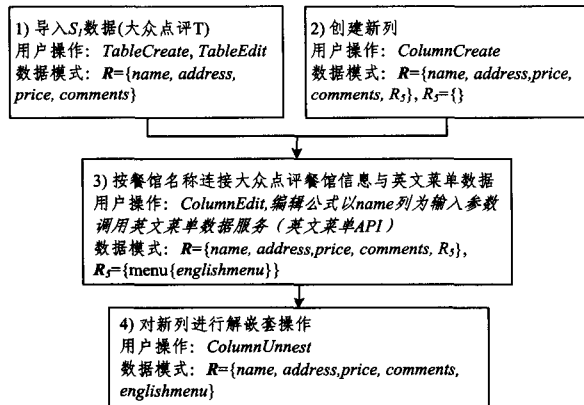 1) 导入S₁数据(大众点评T)
用户操作：TableCreate, TableEdit
数据模式：R={name, address,
price, comments}
2) 创建新列
用户操作：ColumnCreate
数据模式：R={name, address,price,
comments, R₅}, R₅={}
3) 按餐馆名称连接大众点评餐馆信息与英文菜单数据
用户操作：ColumnEdit,编辑公式以name列为输入参数
调用英文菜单数据服务（英文菜单API）
数据模式：R={name, address,price, comments, R₅},
R₅={menu{englishmenu}}
4) 对新列进行解嵌套操作
用户操作：ColumnUnnest
数据模式：R={name, address,price, comments,
englishmenu}